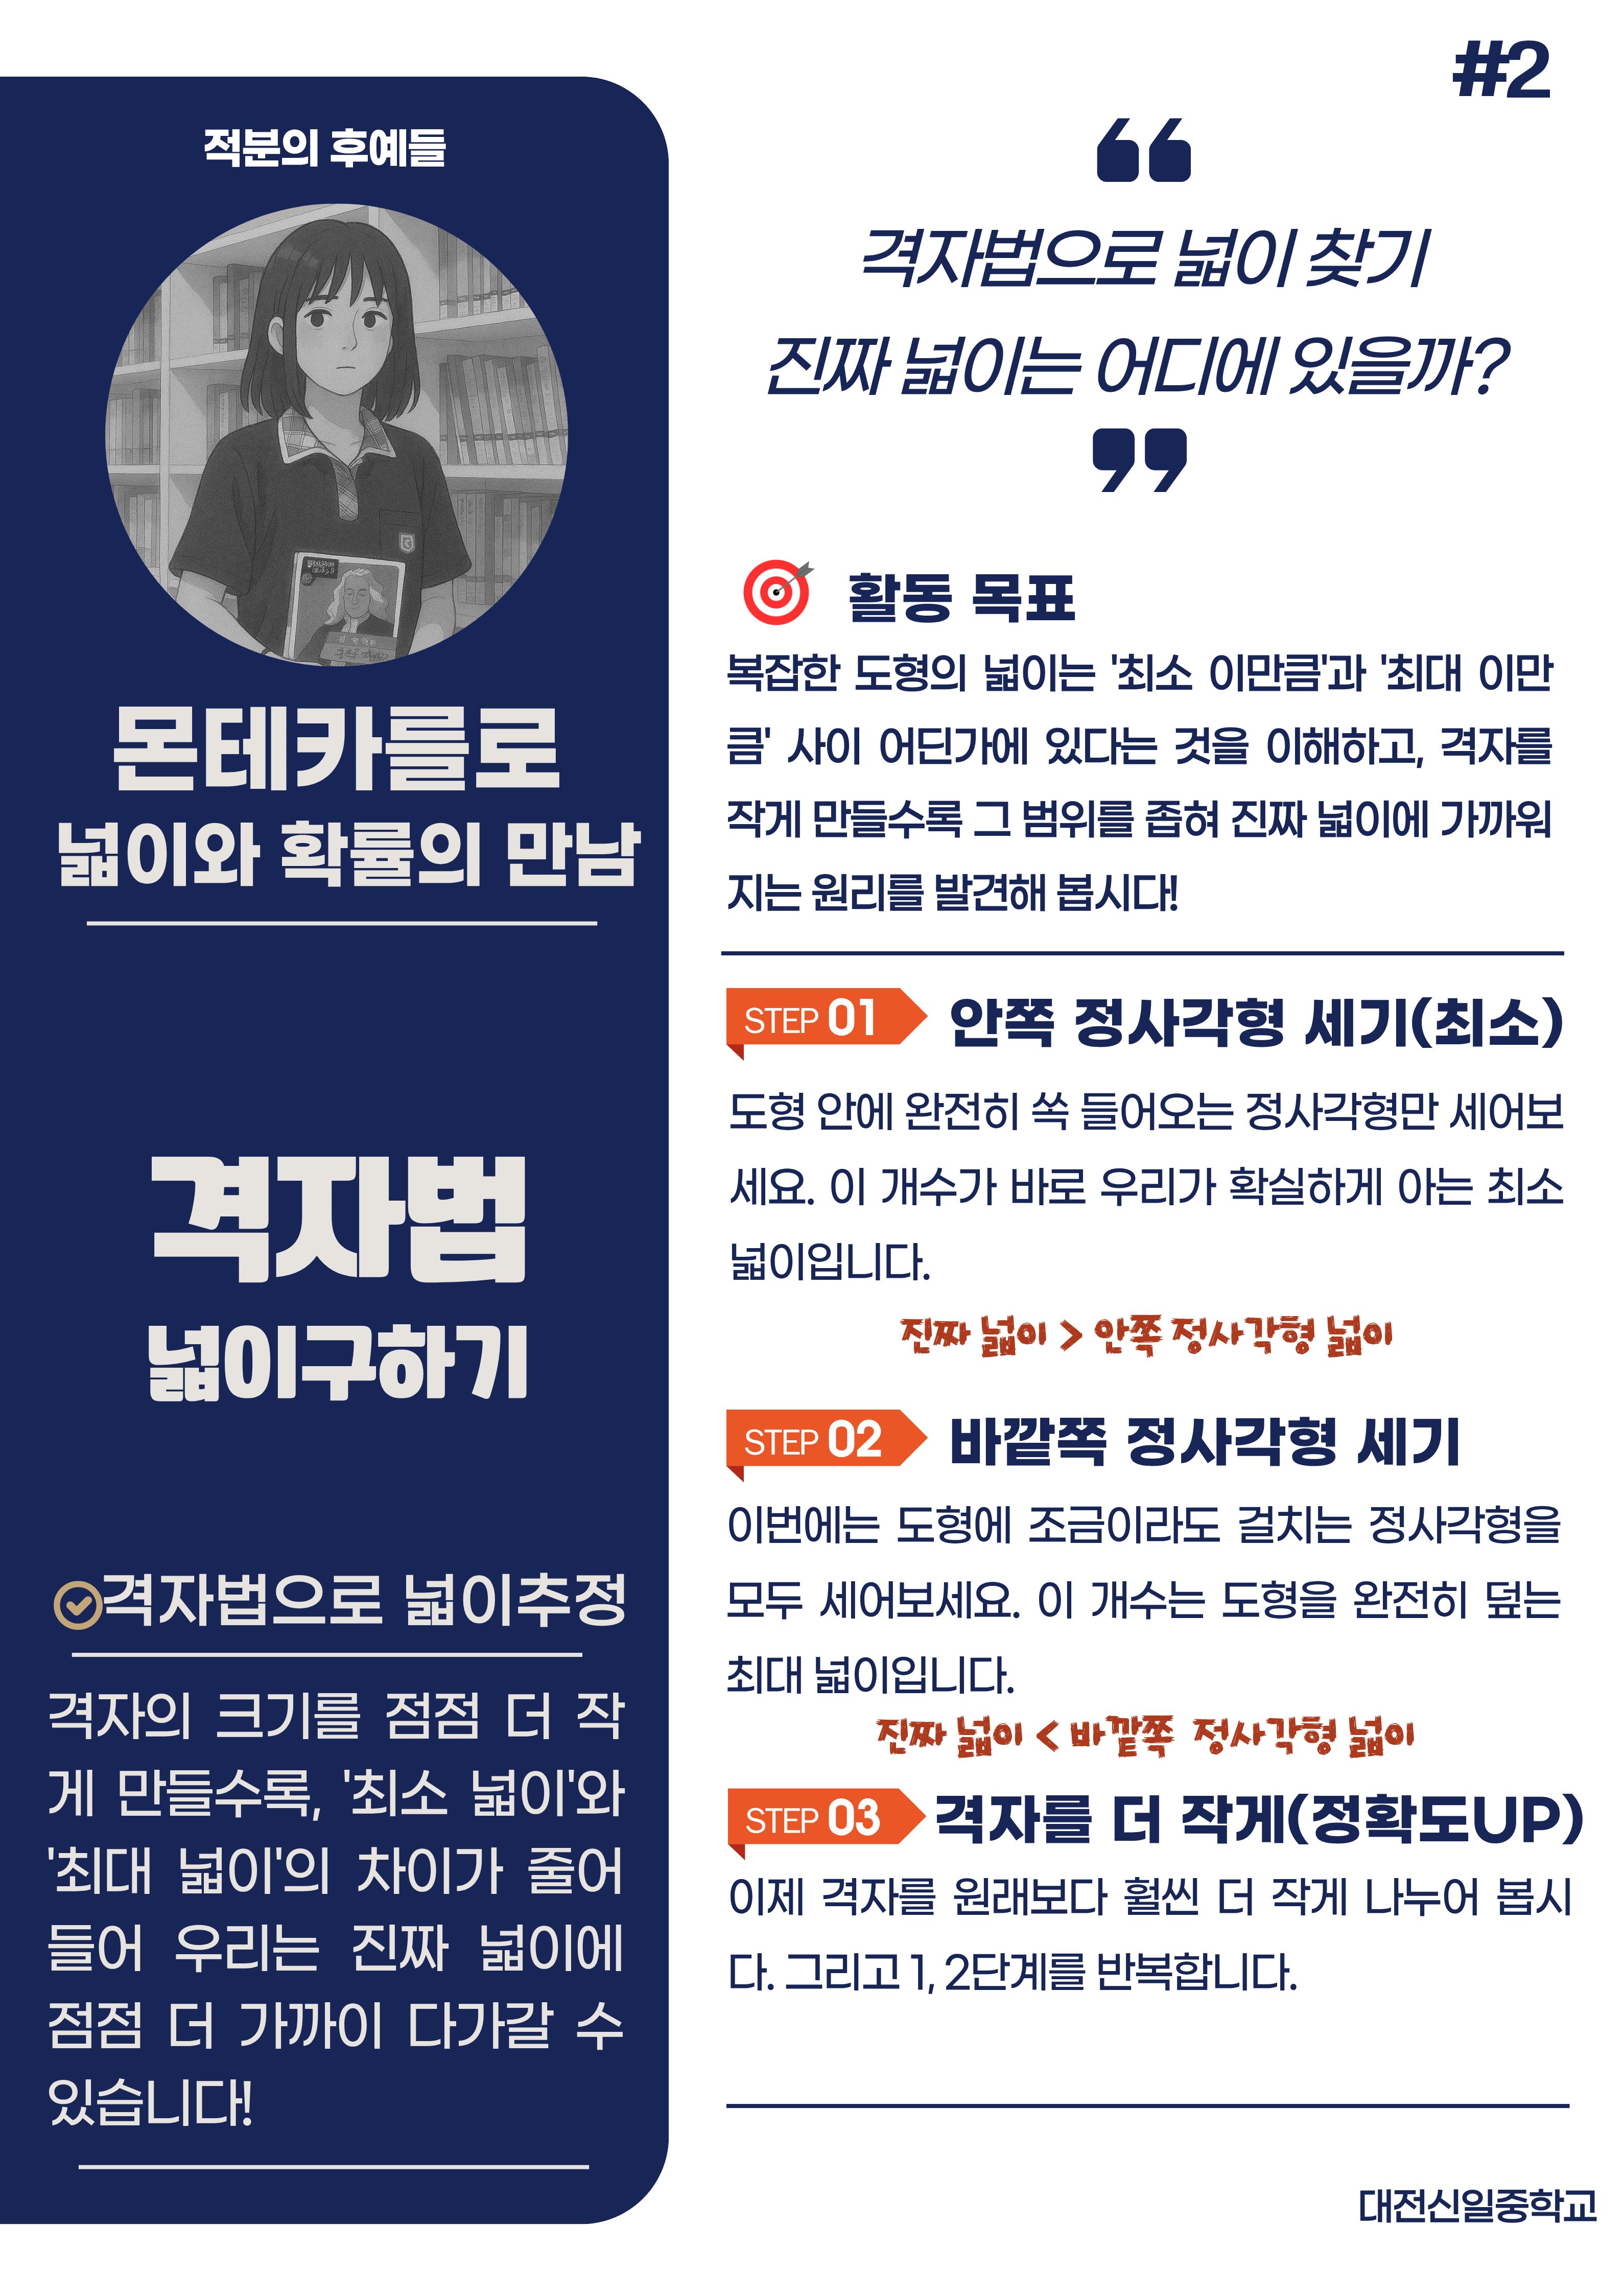 #2
적분의 후예들
몬테카를로
넓이와 확률의 만남
격자법
넓이구하기
격자법으로 넓이추정
격자의 크기를 점점 더 작
게 만들수록, '최소 넓이'와
'최대 넓이'의 차이가 줄어
들어 우리는 진짜 넓이에
점점 더 가까이 다가갈 수
있습니다!
“
격자법으로 넓이 찾기
진짜 넓이는 어디에 있을까?
”
활동 목표
복잡한 도형의 넓이는 '최소 이만큼'과 '최대 이만
큼' 사이 어딘가에 있다는 것을 이해하고, 격자를
작게 만들수록 그 범위를 좁혀 진짜 넓이에 가까워
지는 원리를 발견해 봅시다!
STEP 01 안쪽 정사각형 세기(최소)
도형 안에 완전히 쏙 들어오는 정사각형만 세어보
세요. 이 개수가 바로 우리가 확실하게 아는 최소
넓이입니다.
진짜 넓이 > 안쪽 정사각형 넓이
STEP 02 바깥쪽 정사각형 세기
이번에는 도형에 조금이라도 걸치는 정사각형을
모두 세어보세요. 이 개수는 도형을 완전히 덮는
최대 넓이입니다.
진짜 넓이 < 바깥쪽 정사각형 넓이
STEP 03 격자를 더 작게(정확도UP)
이제 격자를 원래보다 훨씬 더 작게 나누어 봅시
다. 그리고 1, 2단계를 반복합니다.
대전신일중학교